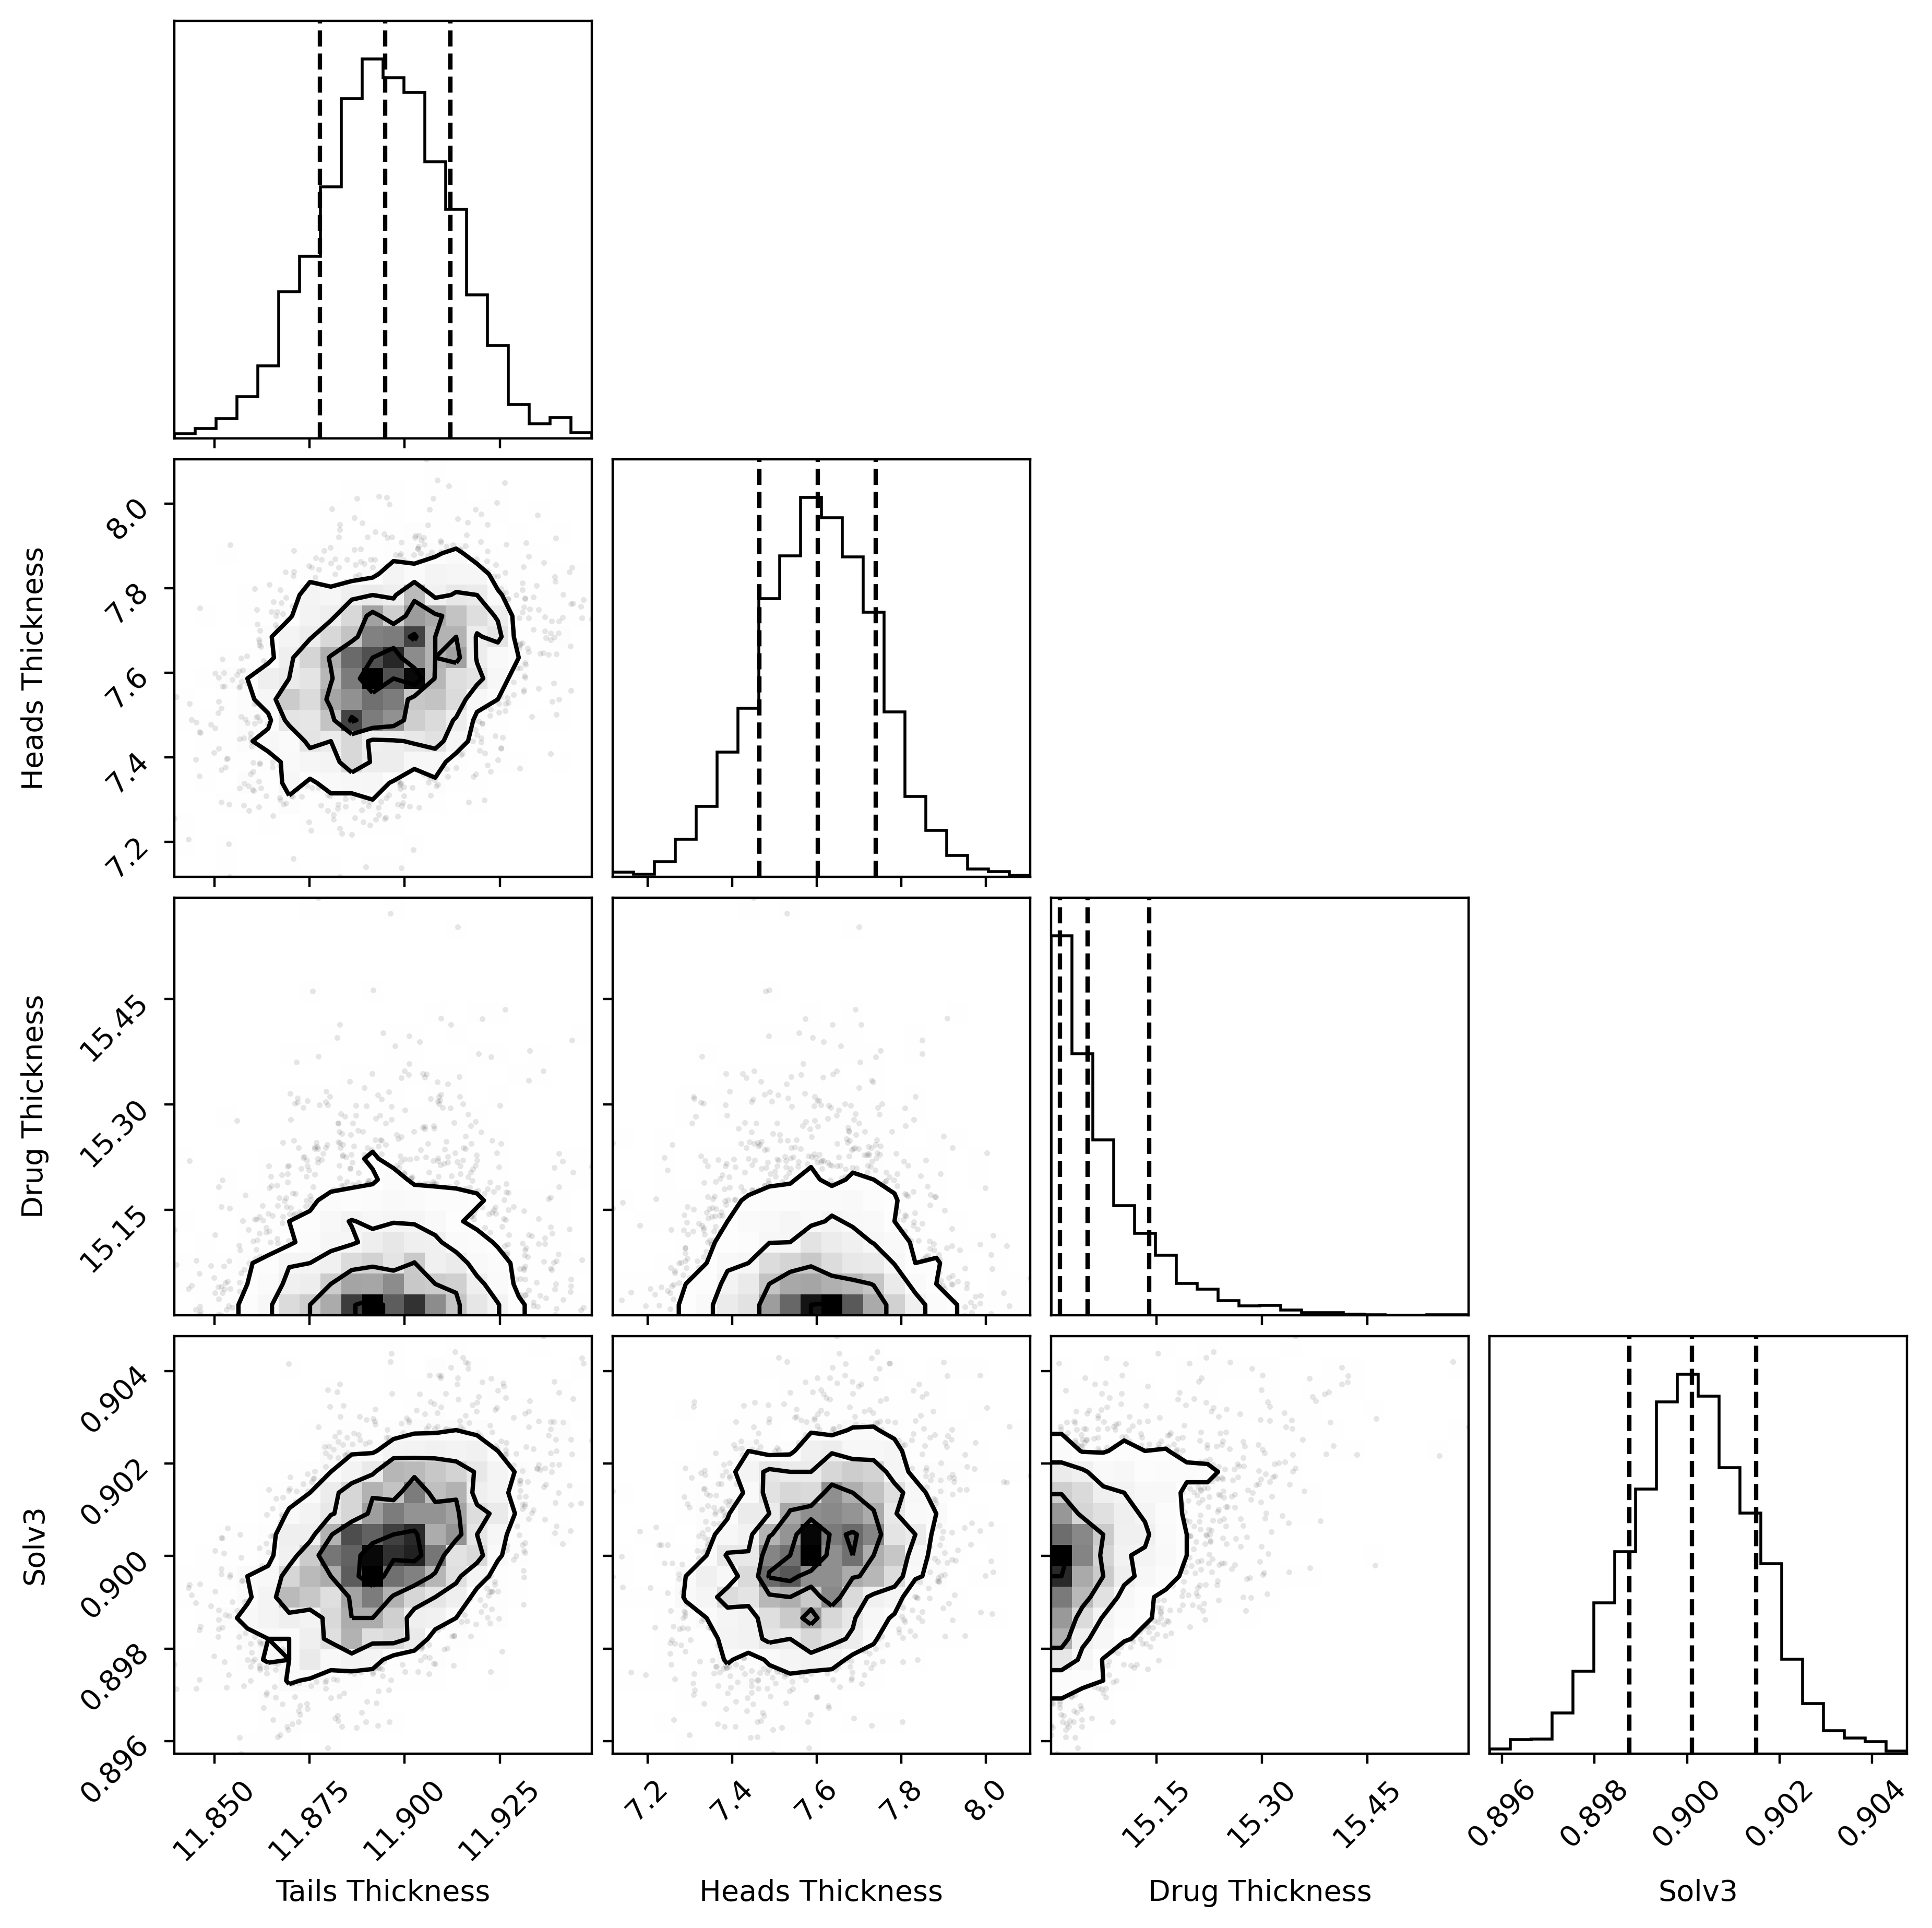 Heads Thickness
8.0
7.8
7.6
7.4
7.2
Drug Thickness
15.45
15.30
15.15
Solv3
0.904
0.902
0.900
0.898
0.896
11.850 11.875 11.900 11.925
7.2 7.4 7.6 7.8 8.0
15.15 15.30 15.45
0.896 0.898 0.900 0.902 0.904
Tails Thickness
Heads Thickness
Drug Thickness
Solv3